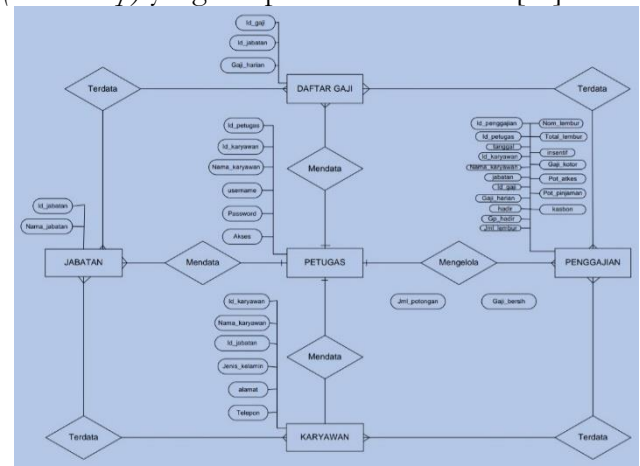 Id_gaji
Id_jabatan
Gaji_harian
Terdata
DAFTAR GAJI
Terdata
Id_petugas
Id_karyawan
Nama_karyawan
username
Password
Akses
Mendata
Id_penggajian
Id_petugas
tanggal
Id_karyawan
Nama_karyawan
jabatan
Id_gaji
Gaji_harian
hadir
Gp_hadir
Jml_lembur
Nom_lembur
Total_lembur
insentif
Gaji_kotor
Pot_atkes
Pot_pinjaman
kasbon
Id_jabatan
Nama_jabatan
JABATAN
Mendata
PETUGAS
Mengelola
PENGGAJIAN
Jml_potongan
Gaji_bersih
Id_karyawan
Nama_karyawan
Id_jabatan
Jenis_kelamin
alamat
Telepon
Mendata
Terdata
KARYAWAN
Terdata